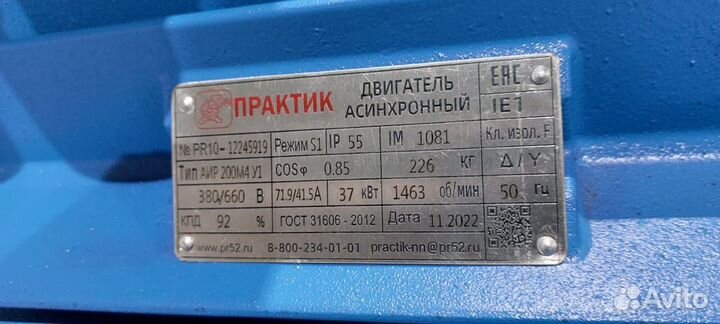 ПРАКТИК ДВИГАТЕЛЬ АСИНХРОННЫЙ EAC
IE1
№ PR10-12245919 Режим S1 IP 55 IM 1081 Кл. изол. F
Тип АИР 200М4 У1 COS φ 0.85 226 КГ Δ/Y
380/660 В 71.9/41.5А 37 кВт 1463 об/мин 50 Гц
КПД 92 % ГОСТ 31606-2012 Дата 11.2022
www.pr52.ru 8-800-234-01-01 practik-nn@pr52.ru
Avito